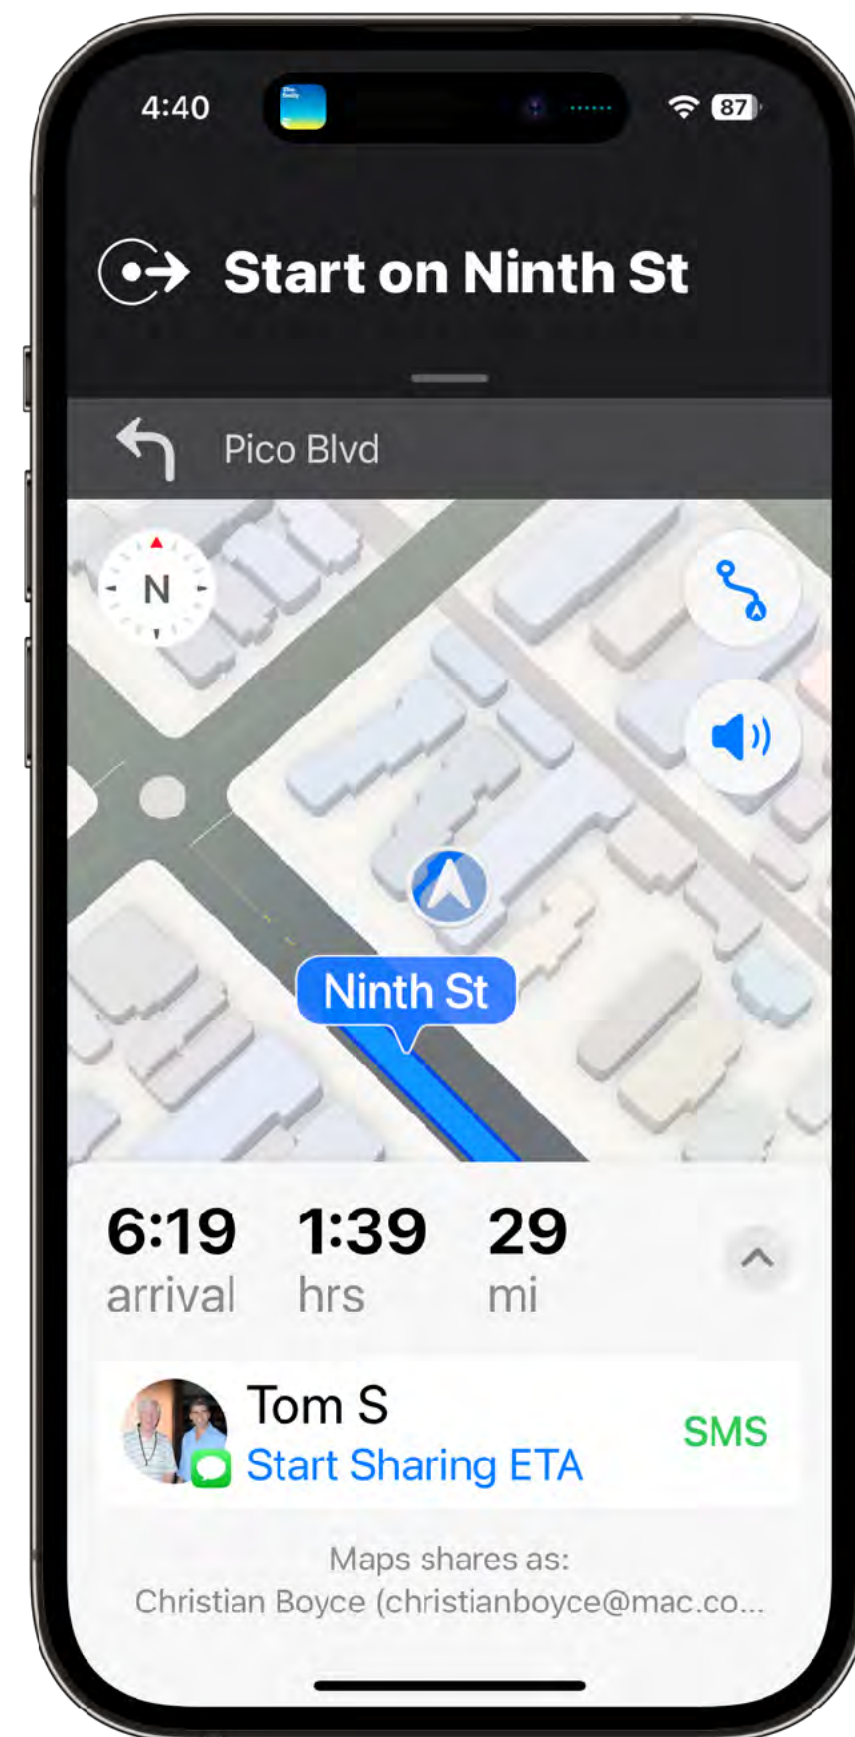 4:40
87
Start on Ninth St
Pico Blvd
N
Ninth St
6:19 1:39 29
arrival hrs mi
Tom S
Start Sharing ETA
SMS
Maps shares as:
Christian Boyce (christianboyce@mac.co...